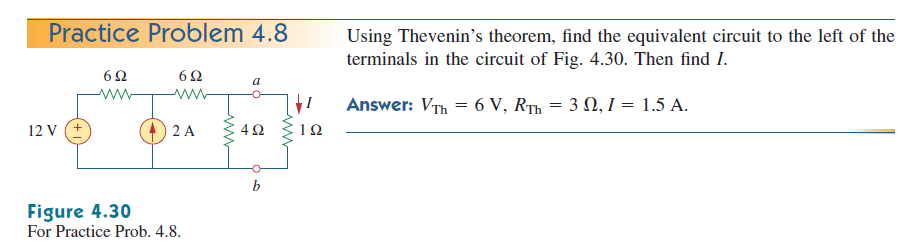 Practice Problem 4.8
Using Thevenin's theorem, find the equivalent circuit to the left of the
terminals in the circuit of Fig. 4.30. Then find I.
Answer: V_Th = 6 V, R_Th = 3 Ω, I = 1.5 A.
6 Ω
6 Ω
a
I
12 V
+
−
2 A
4 Ω
1 Ω
b
Figure 4.30
For Practice Prob. 4.8.